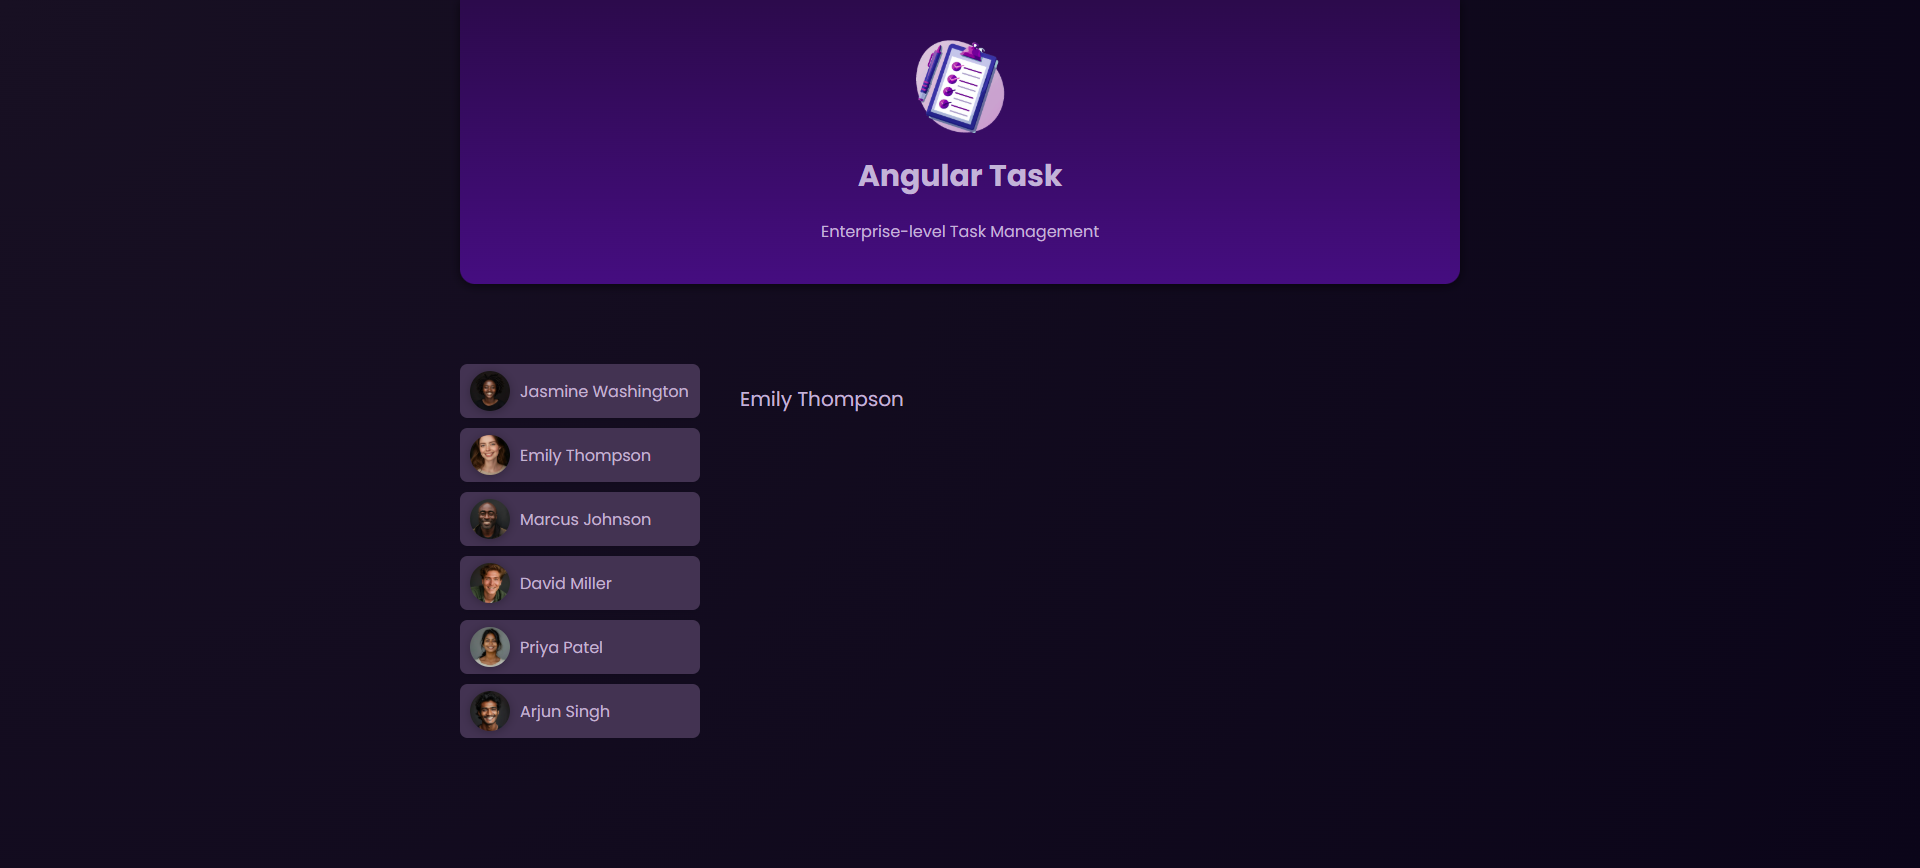 Angular Task
Enterprise-level Task Management
Jasmine Washington
Emily Thompson
Marcus Johnson
David Miller
Priya Patel
Arjun Singh
Emily Thompson